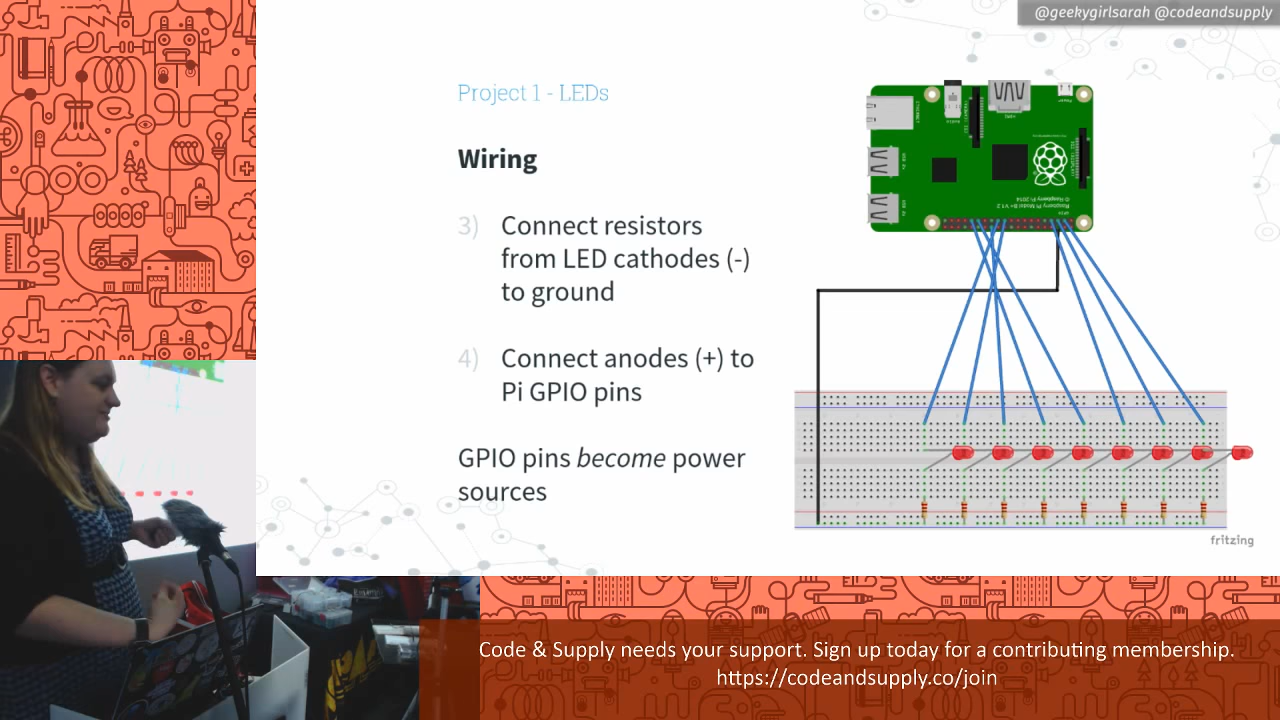 @geekygirlsarah @codeandsupply
Project 1 - LEDs
Wiring
3) Connect resistors
from LED cathodes (-)
to ground
4) Connect anodes (+) to
Pi GPIO pins
GPIO pins become power
sources
fritzing
Code & Supply needs your support. Sign up today for a contributing membership.
https://codeandsupply.co/join